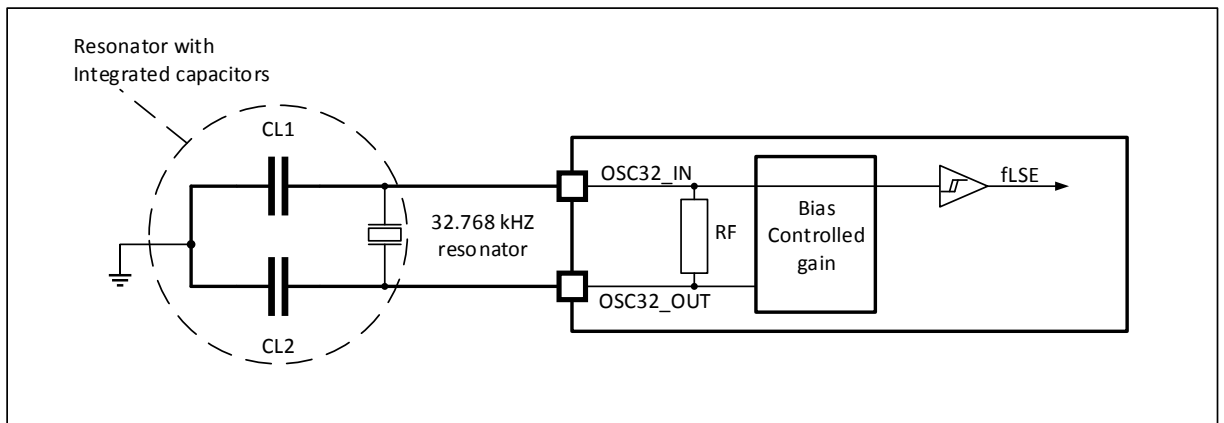 Resonator with
Integrated capacitors
CL1
OSC32_IN
fLSE
32.768 kHZ
resonator
RF
Bias
Controlled
gain
OSC32_OUT
CL2